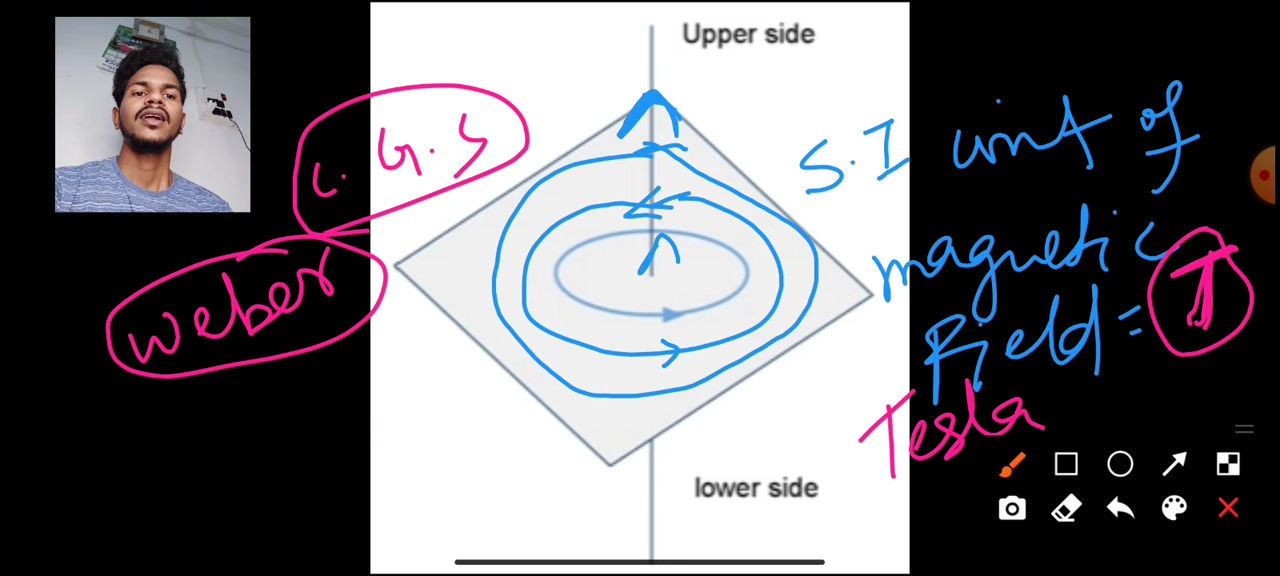 Upper side
C.G.S
weber
S.I unit of
magnetic
Field = T
Tesla
lower side